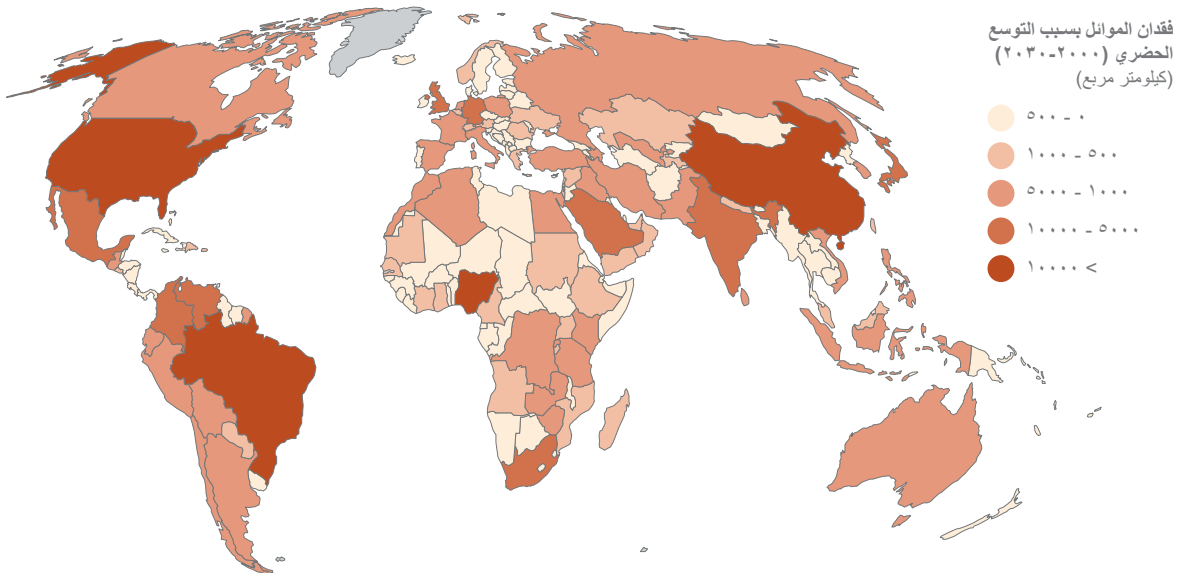 فقدان الموائل بسبب التوسع
الحضري (٢٠٠٠-٢٠٣٠)
(كيلومتر مربع)
٠ - ٥٠٠
٥٠٠ - ١٠٠٠
١٠٠٠ - ٥٠٠٠
٥٠٠٠ - ١٠٠٠٠
> ١٠٠٠٠